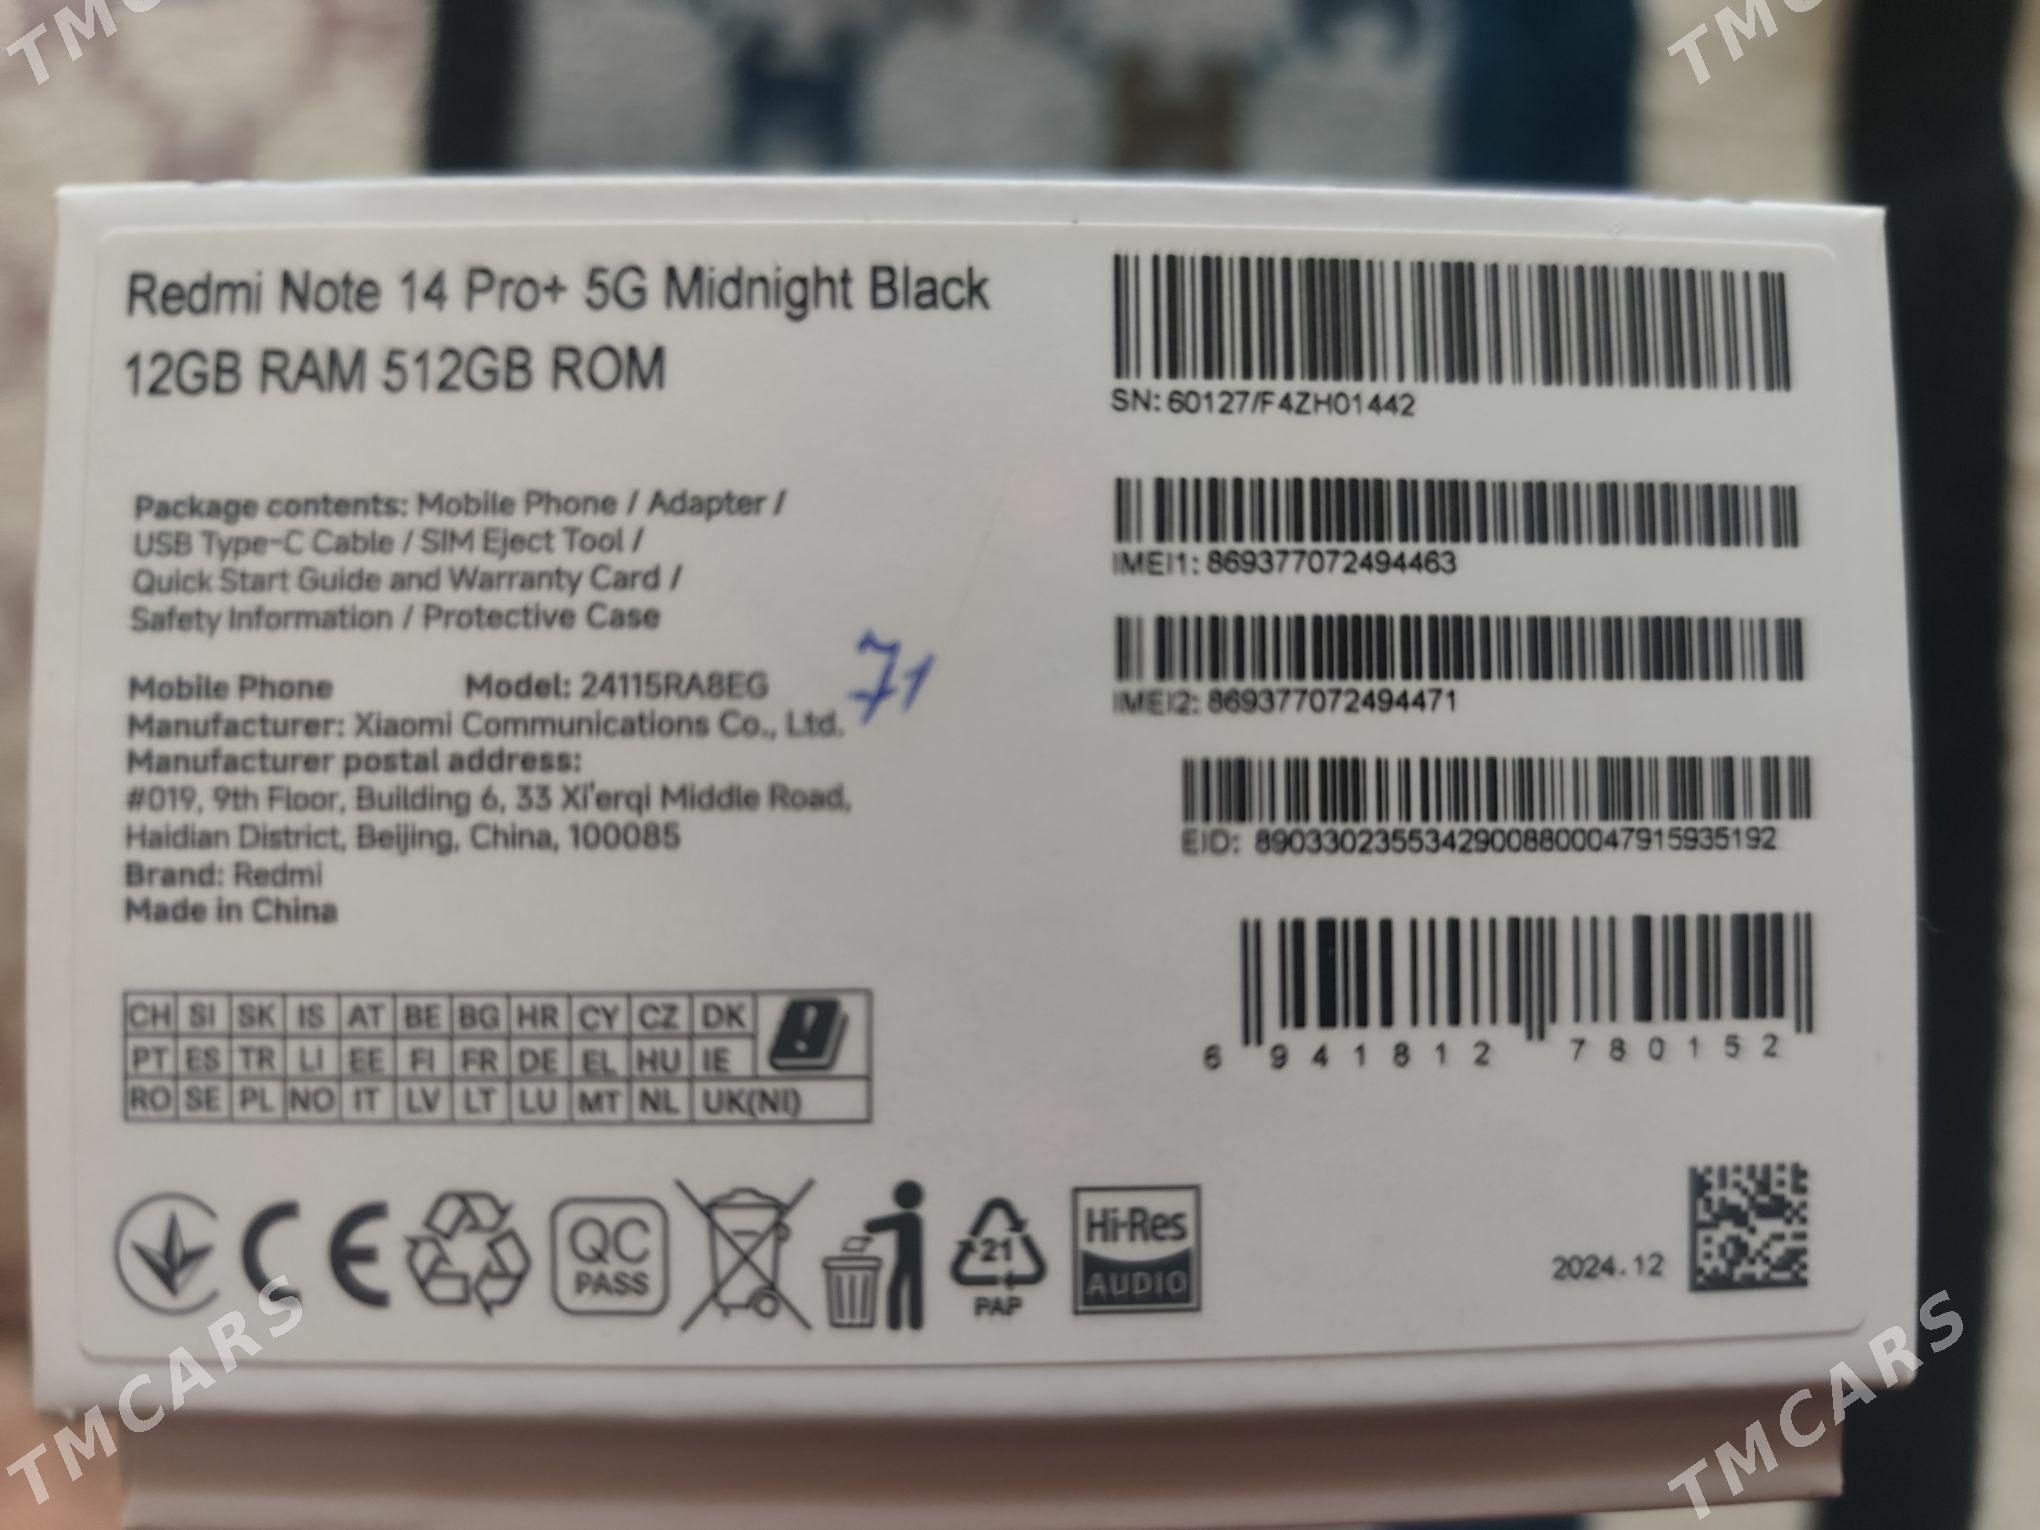 Redmi Note 14 Pro+ 5G Midnight Black
12GB RAM 512GB ROM
Package contents: Mobile Phone / Adapter /
USB Type-C Cable / SIM Eject Tool /
Quick Start Guide and Warranty Card /
Safety Information / Protective Case
71
Mobile Phone Model: 24115RA8EG
Manufacturer: Xiaomi Communications Co., Ltd.
Manufacturer postal address:
#019, 9th Floor, Building 6, 33 Xi'erqi Middle Road,
Haidian District, Beijing, China, 100085
Brand: Redmi
Made in China
CH SI SK IS AT BE BG HR CY CZ DK
PT ES TR LI EE FI FR DE EL HU IE
RO SE PL NO IT LV LT LU MT NL UK(NI)
CE
QC
PASS
21
PAP
Hi-Res
AUDIO
SN: 60127/F4ZH01442
IMEI1: 869377072494463
IMEI2: 869377072494471
EID: 89033023553429008800047915935192
6 941812 780152
2024.12
TMCARS
TMCARS
TMC
TMC